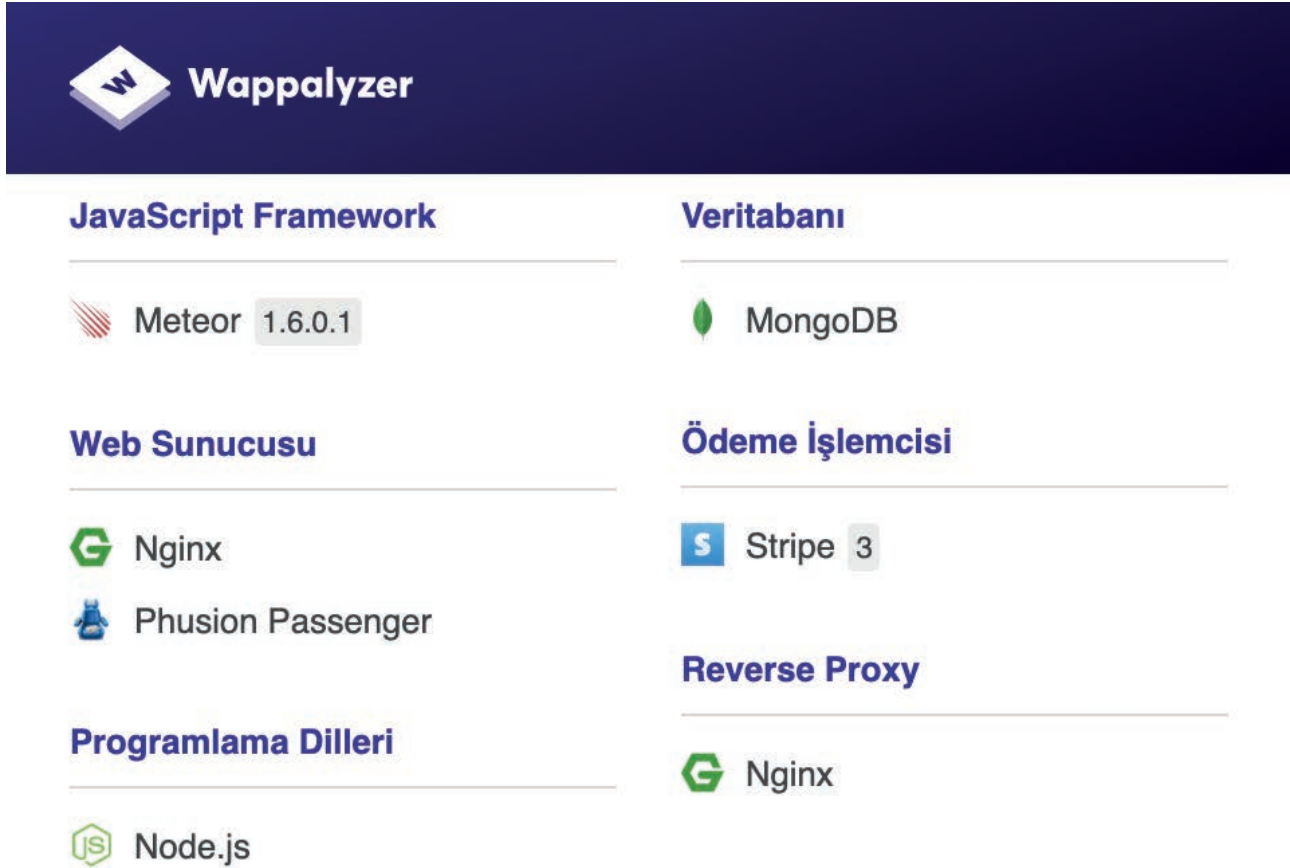 Wappalyzer
JavaScript Framework
Meteor 1.6.0.1
Web Sunucusu
Nginx
Phusion Passenger
Programlama Dilleri
Node.js
Veritabanı
MongoDB
Ödeme İşlemcisi
Stripe 3
Reverse Proxy
Nginx